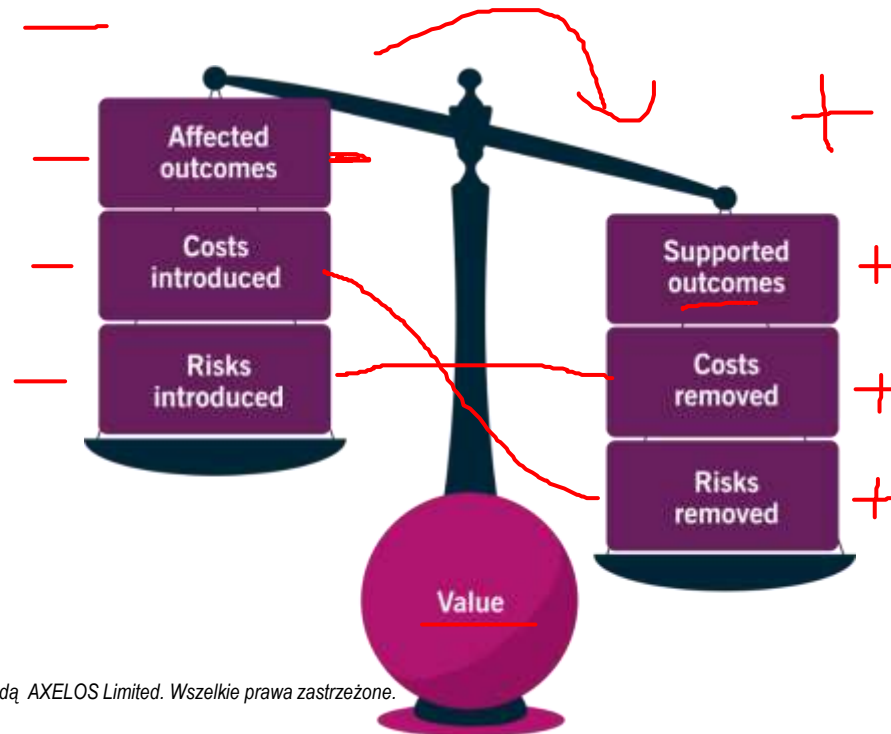 Affected
outcomes
Costs
introduced
Risks
introduced
Supported
outcomes
Costs
removed
Risks
removed
Value
dą AXELOS Limited. Wszelkie prawa zastrzeżone.